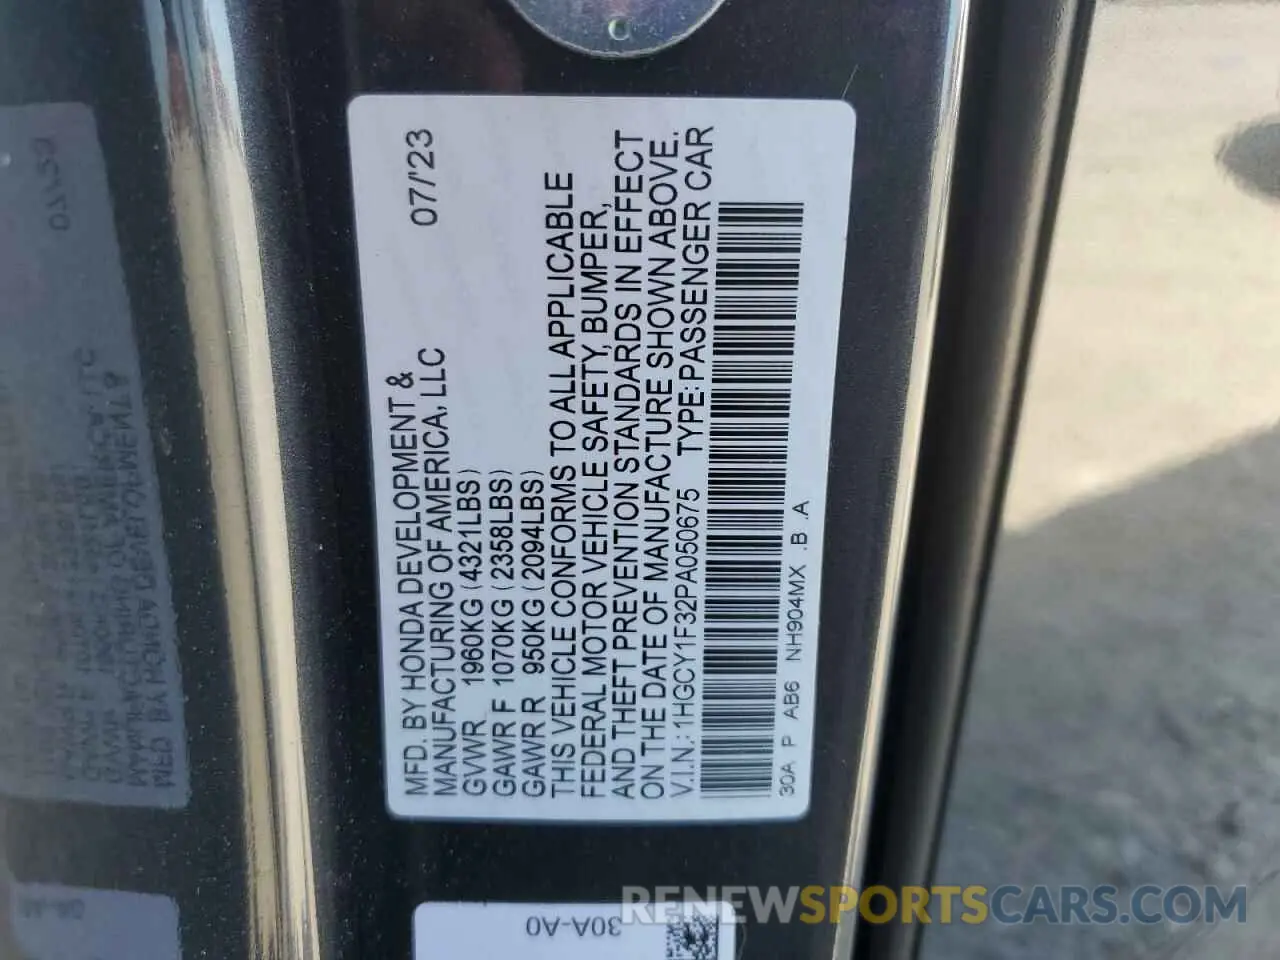 MFD. BY HONDA DEVELOPMENT &
MANUFACTURING OF AMERICA, LLC 07/'23
GVWR 1960KG (4321LBS)
GAWR F 1070KG (2358LBS)
GAWR R 950KG (2094LBS)
THIS VEHICLE CONFORMS TO ALL APPLICABLE
FEDERAL MOTOR VEHICLE SAFETY, BUMPER,
AND THEFT PREVENTION STANDARDS IN EFFECT
ON THE DATE OF MANUFACTURE SHOWN ABOVE.
V.I.N.: 1HGCY1F32PA050675 TYPE: PASSENGER CAR
30A P AB6 NH904MX .B .A
30A-A0
RENEWSPORTSCARS.COM